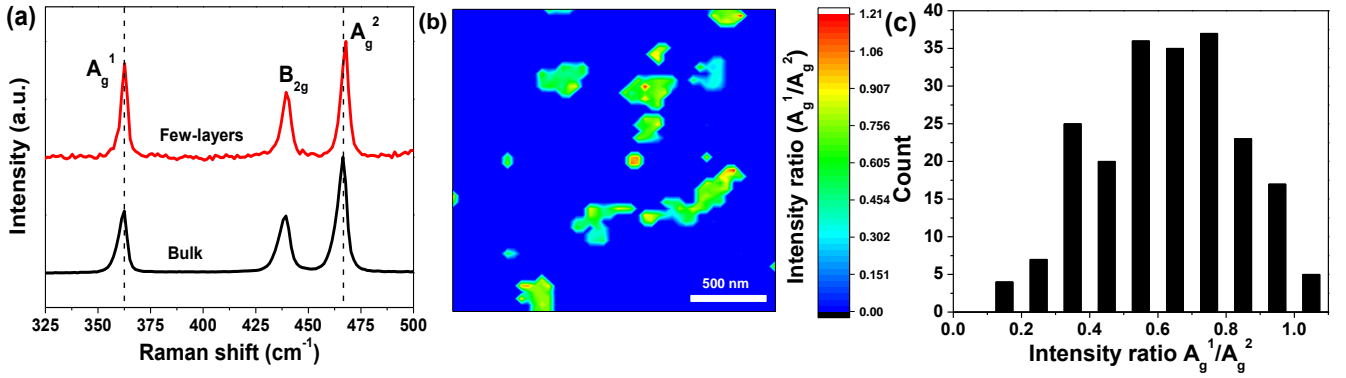 (a)
A_g^1
B_2g
A_g^2
Few-layers
Bulk
Intensity (a.u.)
325 350 375 400 425 450 475 500
Raman shift (cm^-1)
(b)
500 nm
1.21
1.06
0.907
0.756
0.605
0.454
0.302
0.151
0.00
Intensity ratio (A_g^1/A_g^2)
(c)
40
35
30
25
20
15
10
5
0
Count
0.0 0.2 0.4 0.6 0.8 1.0
Intensity ratio A_g^1/A_g^2